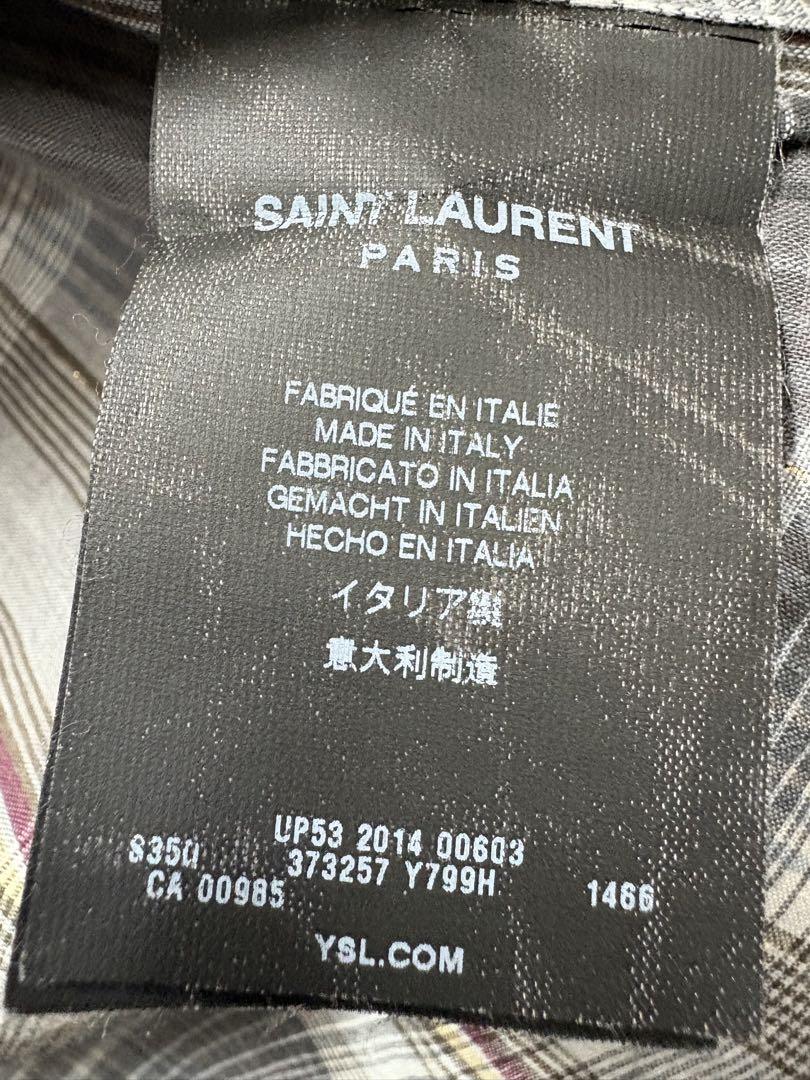 SAINT LAURENT
PARIS
FABRIQUÉ EN ITALIE
MADE IN ITALY
FABBRICATO IN ITALIA
GEMACHT IN ITALIEN
HECHO EN ITALIA
イタリア製
意大利制造
UP53 2014 00603
373257 Y799H
CA 00985
1466
YSL.COM